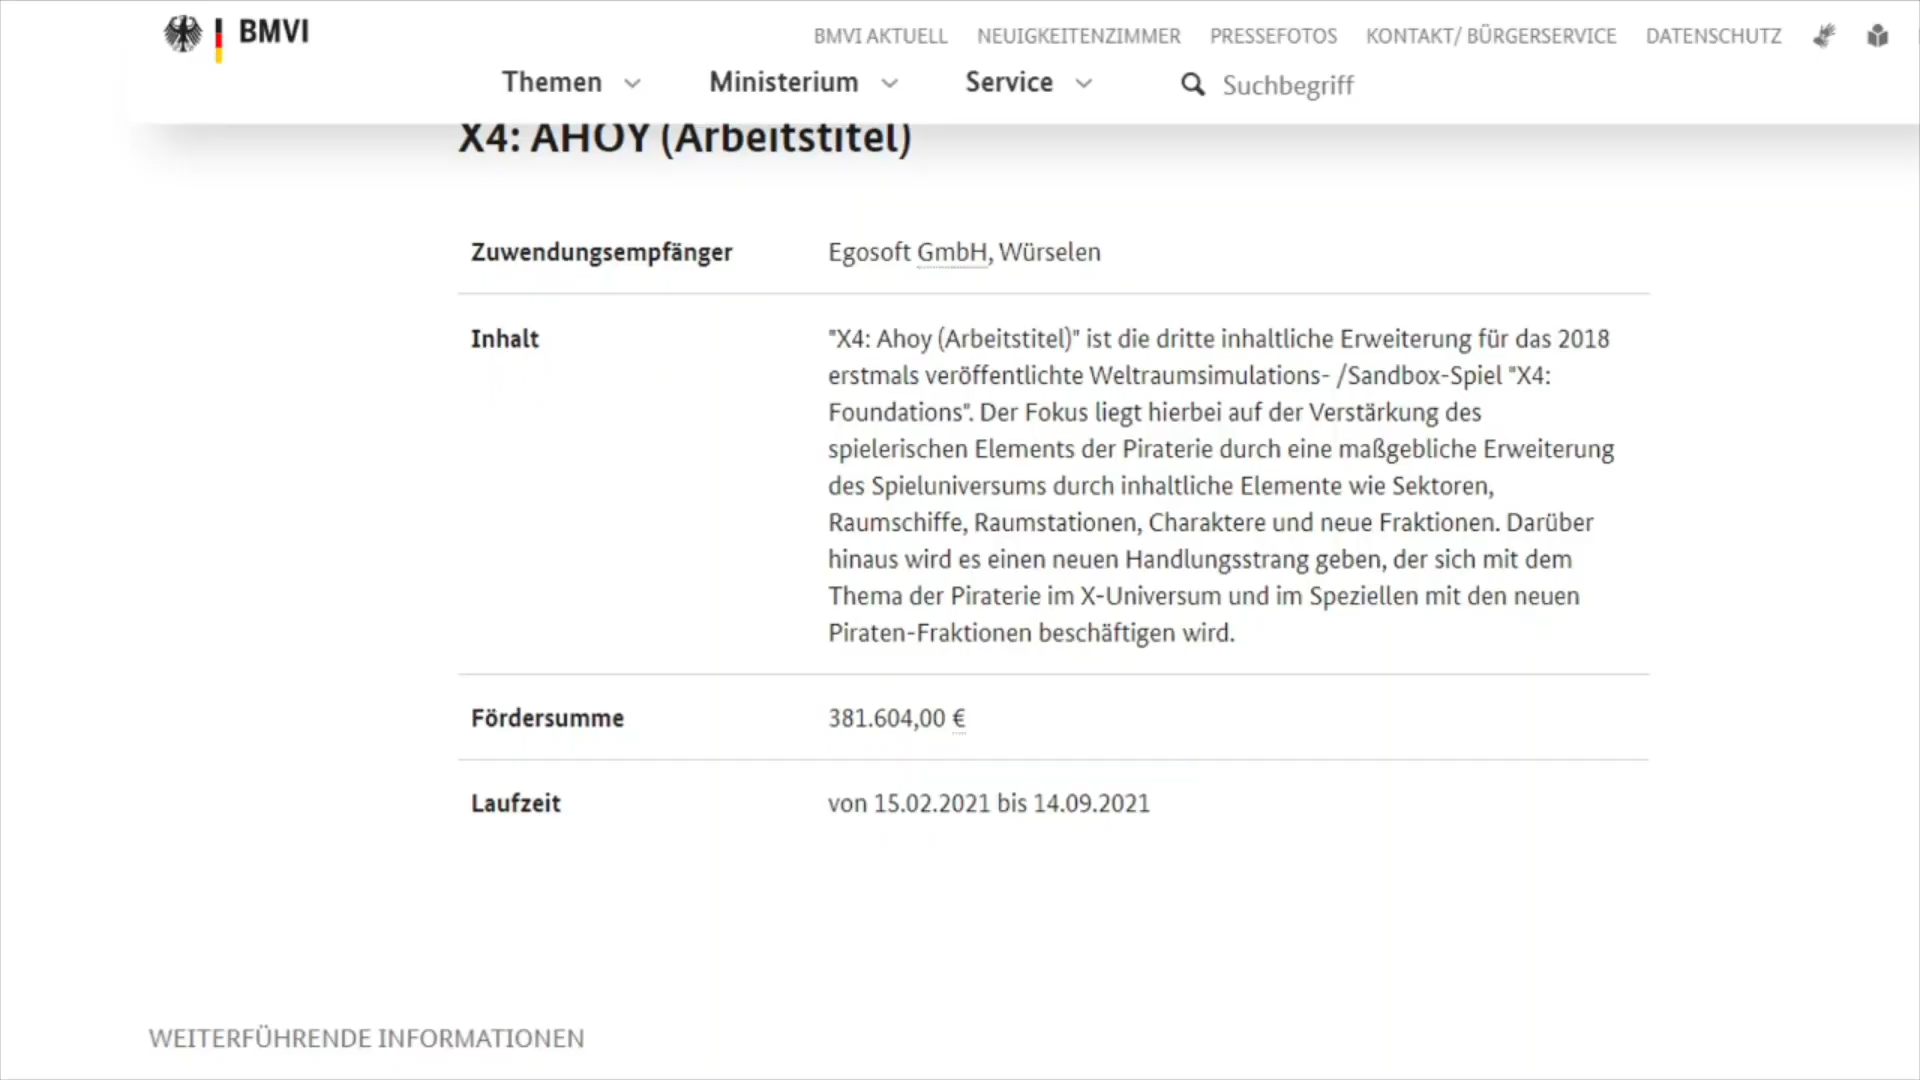 BMVI
BMVI AKTUELL NEUIGKEITENZIMMER PRESSEFOTOS KONTAKT/ BÜRGERSERVICE DATENSCHUTZ
Themen Ministerium Service Suchbegriff
X4: AHOY (Arbeitstitel)
Zuwendungsempfänger Egosoft GmbH, Würselen
Inhalt "X4: Ahoy (Arbeitstitel)" ist die dritte inhaltliche Erweiterung für das 2018
erstmals veröffentlichte Weltraumsimulations- /Sandbox-Spiel "X4:
Foundations". Der Fokus liegt hierbei auf der Verstärkung des
spielerischen Elements der Piraterie durch eine maßgebliche Erweiterung
des Spieluniversums durch inhaltliche Elemente wie Sektoren,
Raumschiffe, Raumstationen, Charaktere und neue Fraktionen. Darüber
hinaus wird es einen neuen Handlungsstrang geben, der sich mit dem
Thema der Piraterie im X-Universum und im Speziellen mit den neuen
Piraten-Fraktionen beschäftigen wird.
Fördersumme 381.604,00 €
Laufzeit von 15.02.2021 bis 14.09.2021
WEITERFÜHRENDE INFORMATIONEN